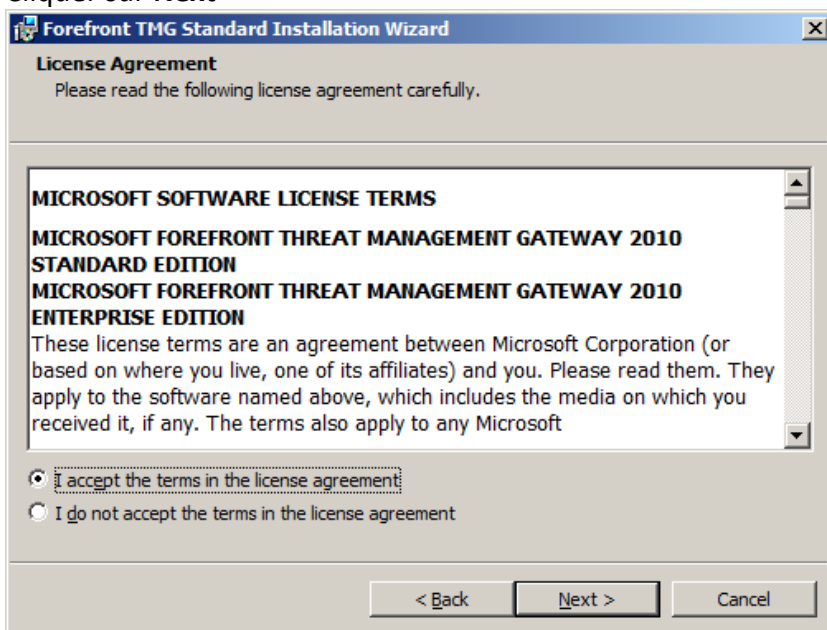 Cliquer sur Next
Forefront TMG Standard Installation Wizard
License Agreement
Please read the following license agreement carefully.
MICROSOFT SOFTWARE LICENSE TERMS
MICROSOFT FOREFRONT THREAT MANAGEMENT GATEWAY 2010
STANDARD EDITION
MICROSOFT FOREFRONT THREAT MANAGEMENT GATEWAY 2010
ENTERPRISE EDITION
These license terms are an agreement between Microsoft Corporation (or
based on where you live, one of its affiliates) and you. Please read them. They
apply to the software named above, which includes the media on which you
received it, if any. The terms also apply to any Microsoft
I accept the terms in the license agreement
I do not accept the terms in the license agreement
< Back Next > Cancel